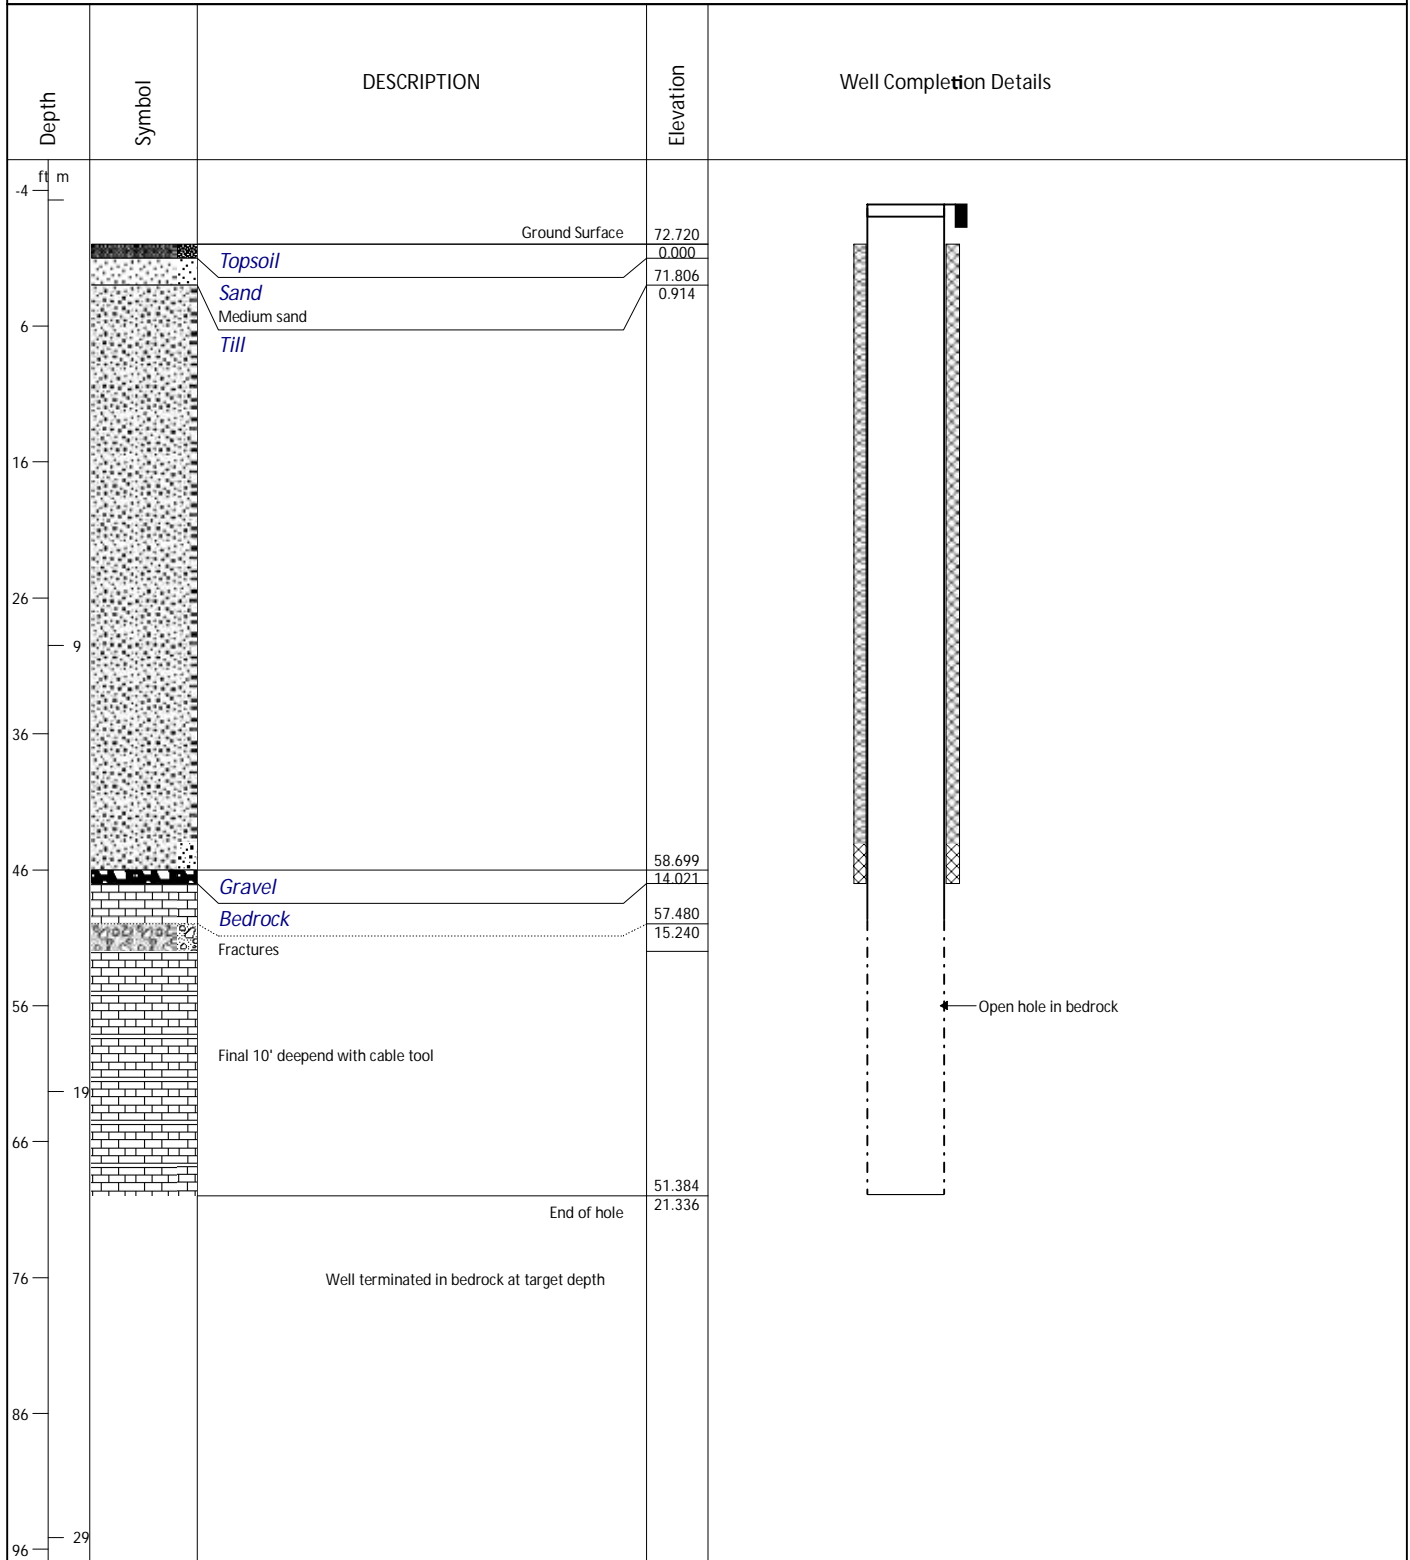 Depth
Symbol
DESCRIPTION
Elevation
Well Completion Details
ft m
-4
Ground Surface
72.720
0.000
Topsoil
71.806
0.914
Sand
Medium sand
6
Till
16
26
9
36
46
58.699
14.021
Gravel
57.480
15.240
Bedrock
Fractures
56
Open hole in bedrock
Final 10' deepend with cable tool
19
66
51.384
21.336
End of hole
76
Well terminated in bedrock at target depth
86
29
96